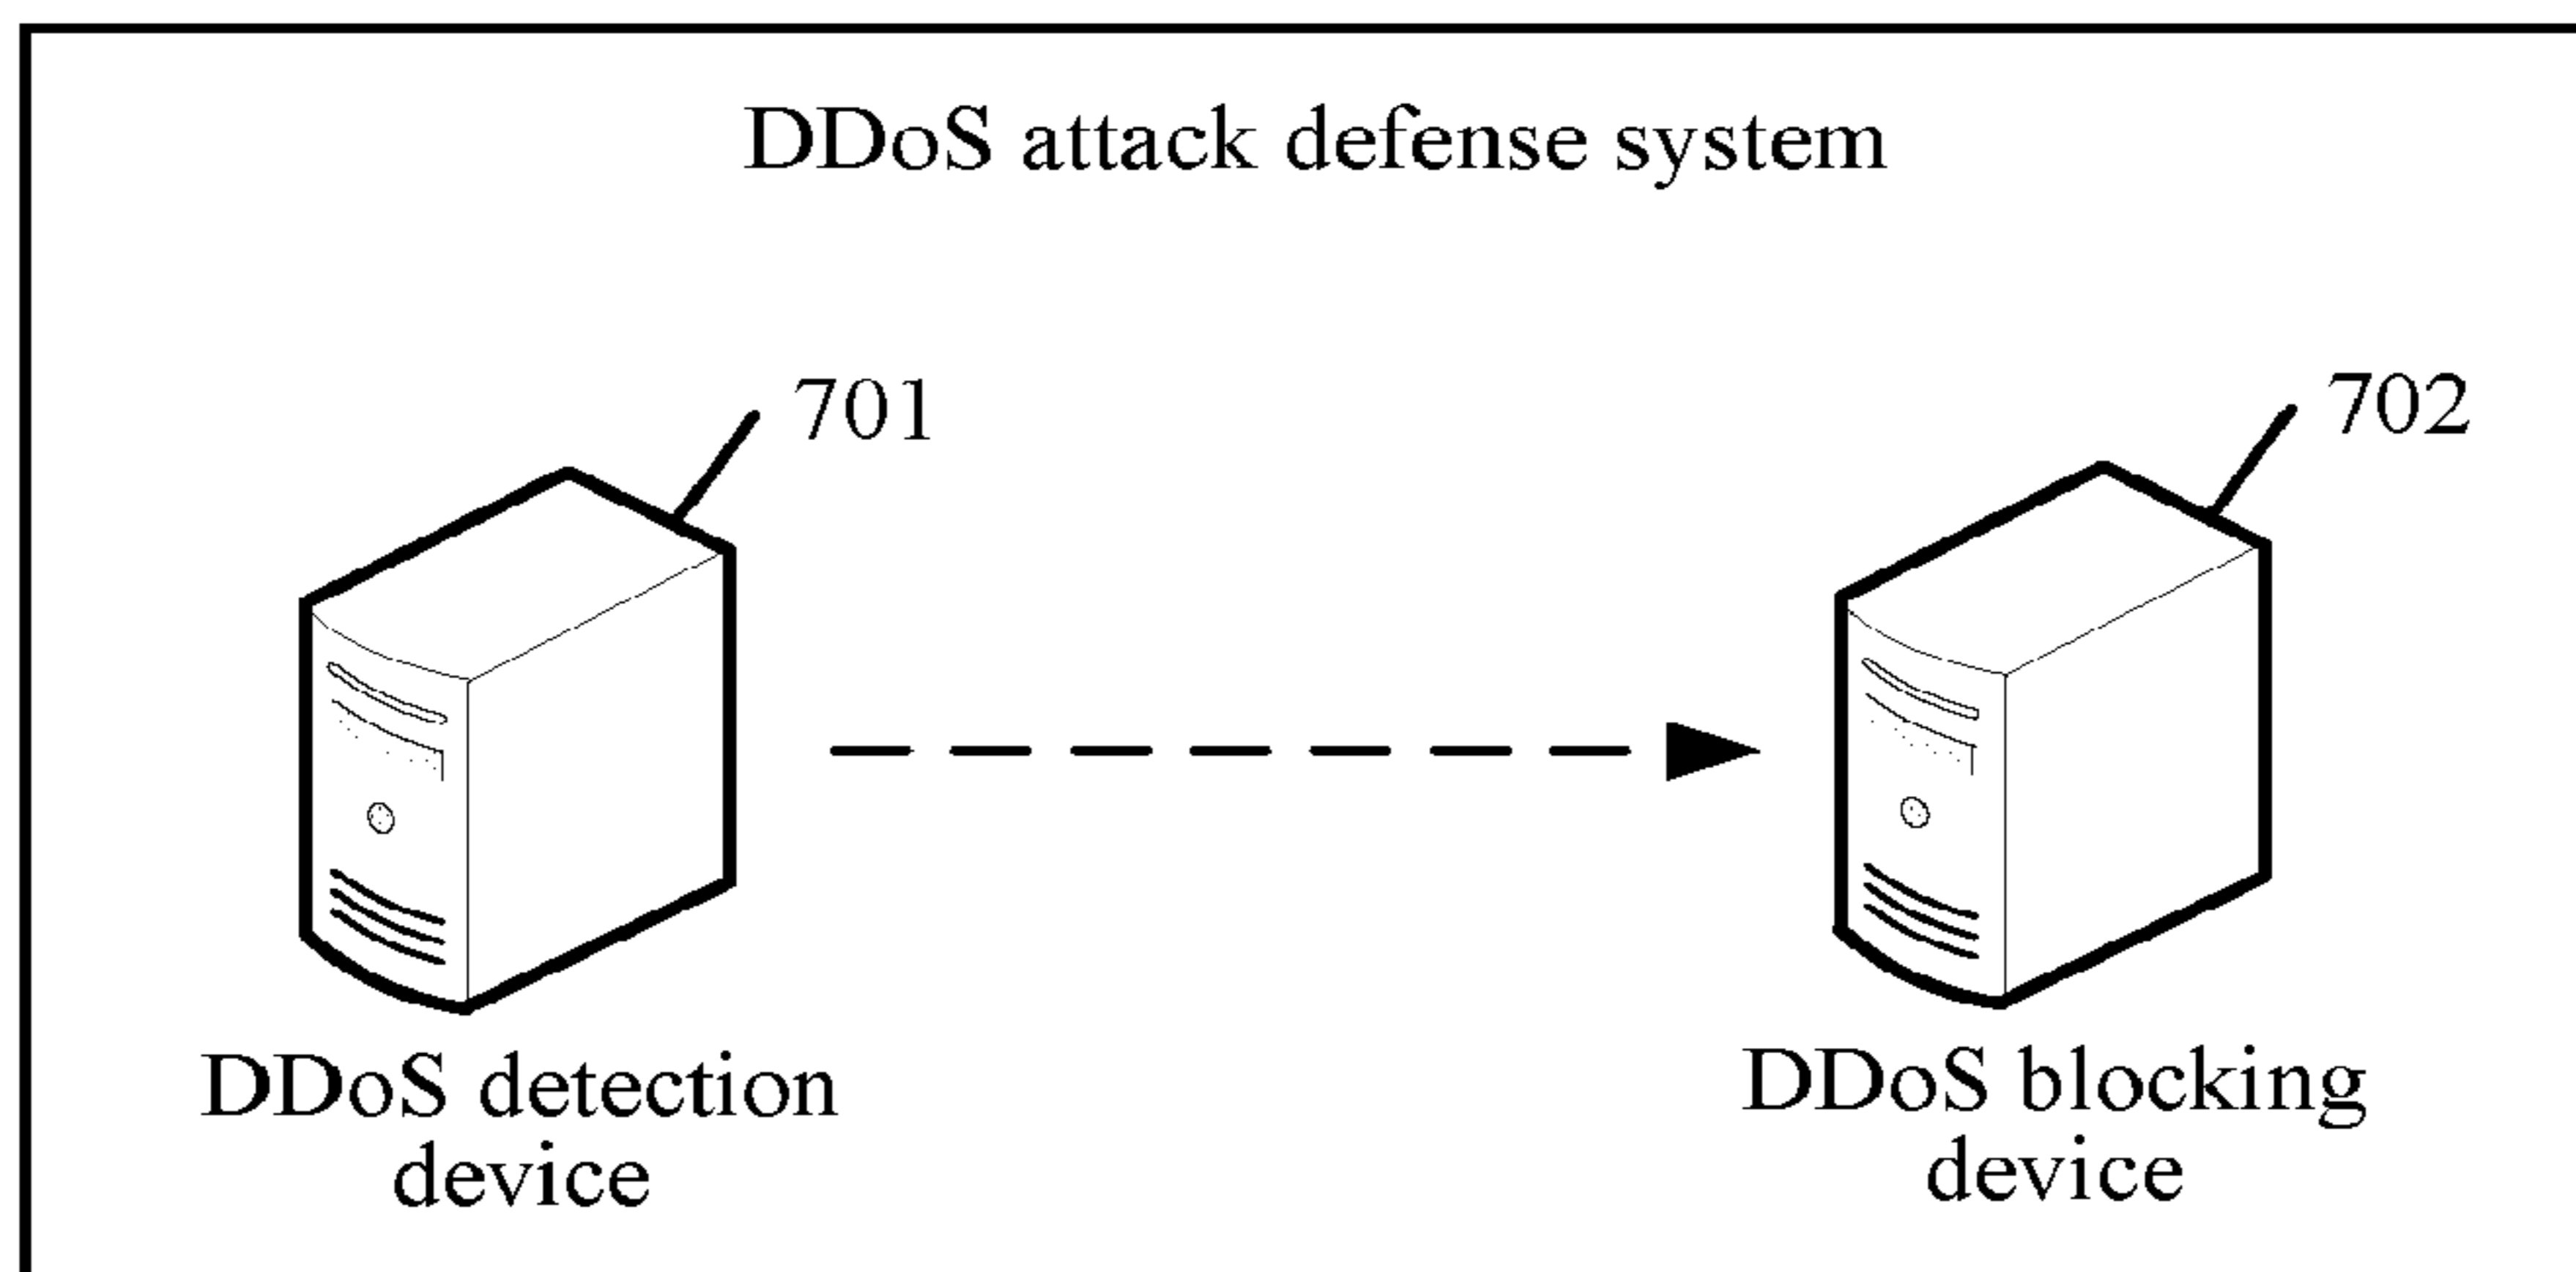 DDoS attack defense system
701
702
DDoS detection
device
DDoS blocking
device